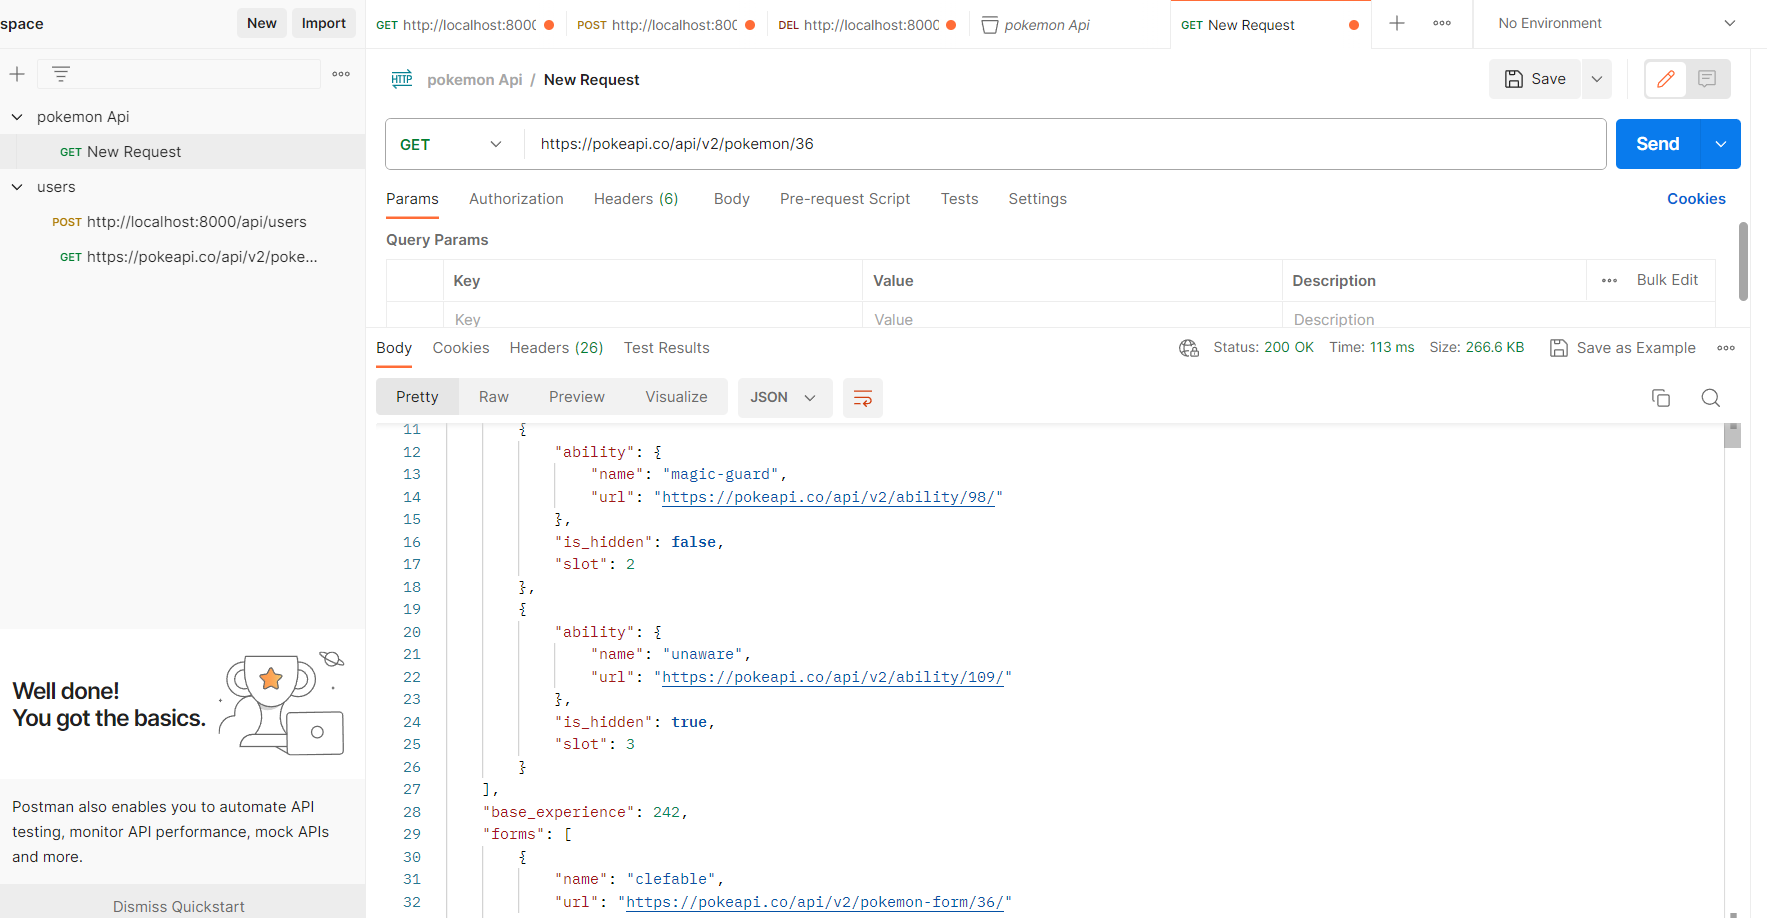 space
New
Import
GET http://localhost:8000
POST http://localhost:800
DEL http://localhost:8000
pokemon Api
GET New Request
No Environment
HTTP pokemon Api / New Request
Save
pokemon Api
GET New Request
users
POST http://localhost:8000/api/users
GET https://pokeapi.co/api/v2/poke...
GET
https://pokeapi.co/api/v2/pokemon/36
Send
Params Authorization Headers (6) Body Pre-request Script Tests Settings
Cookies
Query Params
Key Value Description
Bulk Edit
Key Value Description
Body Cookies Headers (26) Test Results
Status: 200 OK Time: 113 ms Size: 266.6 KB
Save as Example
Pretty Raw Preview Visualize
JSON
11 {
12 "ability": {
13 "name": "magic-guard",
14 "url": "https://pokeapi.co/api/v2/ability/98/"
15 },
16 "is_hidden": false,
17 "slot": 2
18 },
19 {
20 "ability": {
21 "name": "unaware",
22 "url": "https://pokeapi.co/api/v2/ability/109/"
23 },
24 "is_hidden": true,
25 "slot": 3
26 }
27 ],
28 "base_experience": 242,
29 "forms": [
30 {
31 "name": "clefable",
32 "url": "https://pokeapi.co/api/v2/pokemon-form/36/"
Well done!
You got the basics.
Postman also enables you to automate API
testing, monitor API performance, mock APIs
and more.
Dismiss Quickstart